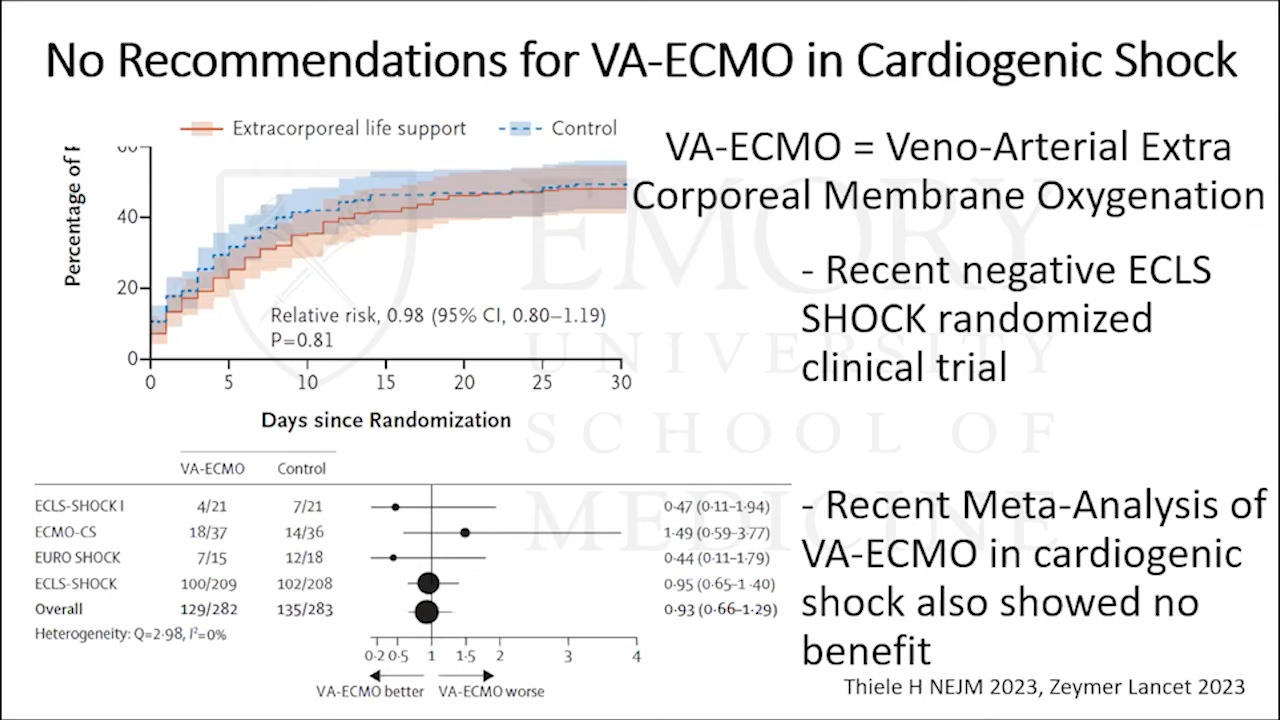 No Recommendations for VA-ECMO in Cardiogenic Shock
Extracorporeal life support
Control
Percentage of
40
20
0
Relative risk, 0.98 (95% CI, 0.80–1.19)
P=0.81
0 5 10 15 20 25 30
Days since Randomization
VA-ECMO = Veno-Arterial Extra
Corporeal Membrane Oxygenation
- Recent negative ECLS
SHOCK randomized
clinical trial
VA-ECMO Control
ECLS-SHOCK I 4/21 7/21 0·47 (0·11–1·94)
ECMO-CS 18/37 14/36 1·49 (0·59–3·77)
EURO SHOCK 7/15 12/18 0·44 (0·11–1·79)
ECLS-SHOCK 100/209 102/208 0·95 (0·65–1·40)
Overall 129/282 135/283 0·93 (0·66–1·29)
Heterogeneity: Q=2·98, I²=0%
0·2 0·5 1 1·5 2 3 4
VA-ECMO better VA-ECMO worse
- Recent Meta-Analysis of
VA-ECMO in cardiogenic
shock also showed no
benefit
Thiele H NEJM 2023, Zeymer Lancet 2023
EMORY
UNIVERSITY
SCHOOL OF
MEDICINE